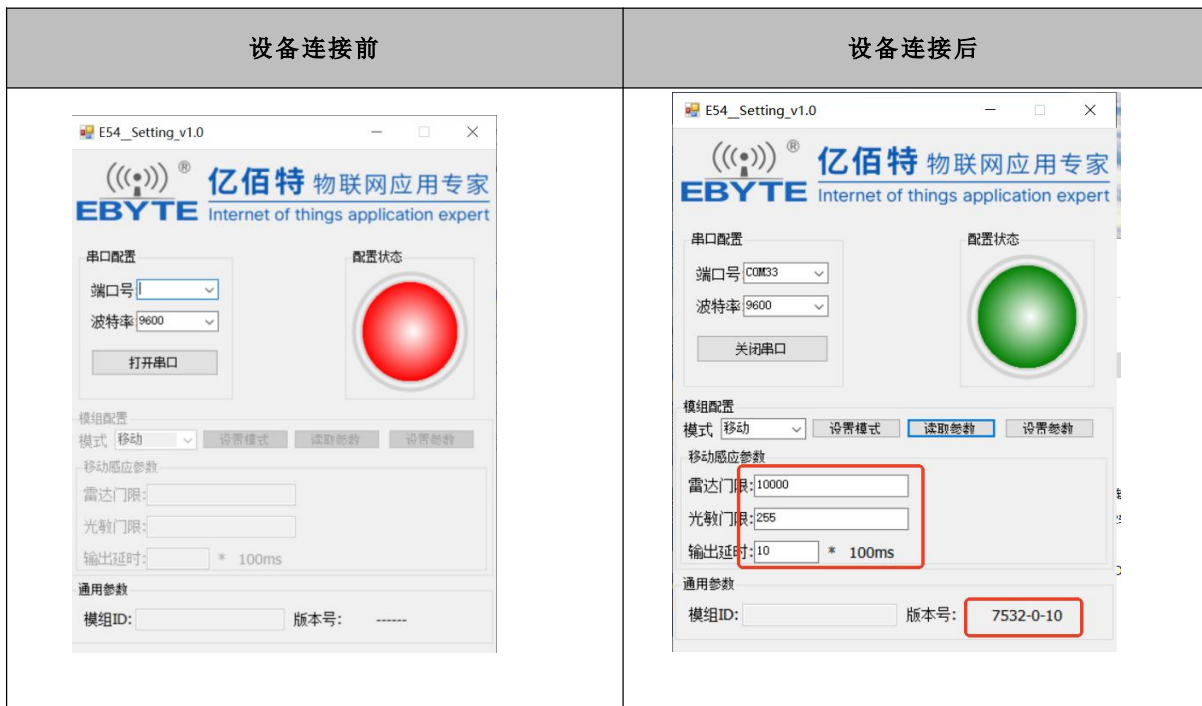 设备连接前
设备连接后
E54__Setting_v1.0
((( ))) ®
亿佰特 物联网应用专家
EBYTE Internet of things application expert
串口配置
配置状态
端口号:
波特率: 9600
打开串口
模组配置
模式 移动 设置模式 读取参数 设置参数
移动感应参数
雷达门限:
光敏门限:
输出延时: * 100ms
通用参数
模组ID: 版本号: ------
E54__Setting_v1.0
®
亿佰特 物联网应用专家
EBYTE Internet of things application expert
串口配置
配置状态
端口号: COM33
波特率: 9600
关闭串口
模组配置
模式 移动 设置模式 读取参数 设置参数
移动感应参数
雷达门限: 10000
光敏门限: 255
输出延时: 10 * 100ms
通用参数
模组ID: 版本号: 7532-0-10